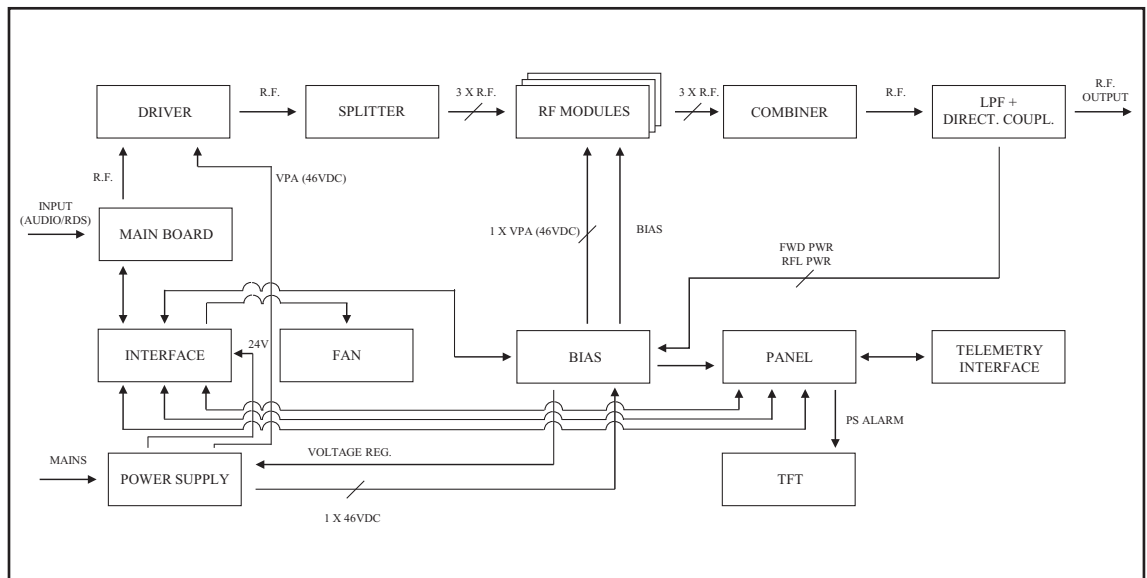 R.F.
3 X R.F.
3 X R.F.
R.F.
R.F.
OUTPUT
DRIVER
SPLITTER
RF MODULES
COMBINER
LPF +
DIRECT. COUPL.
R.F.
VPA (46VDC)
INPUT
(AUDIO/RDS)
MAIN BOARD
1 X VPA (46VDC)
BIAS
FWD PWR
RFL PWR
INTERFACE
24V
FAN
BIAS
PANEL
TELEMETRY
INTERFACE
PS ALARM
MAINS
POWER SUPPLY
VOLTAGE REG.
1 X 46VDC
TFT